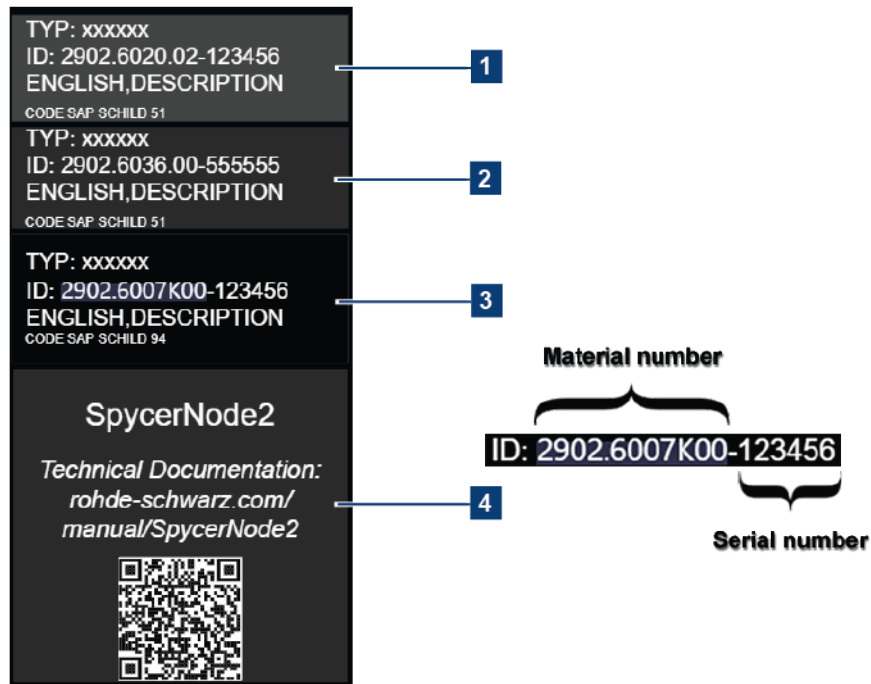 TYP: xxxxxx
ID: 2902.6020.02-123456
ENGLISH,DESCRIPTION
CODE SAP SCHILD 51
1
TYP: xxxxxx
ID: 2902.6036.00-555555
ENGLISH,DESCRIPTION
CODE SAP SCHILD 51
2
TYP: xxxxxx
ID: 2902.6007K00-123456
ENGLISH,DESCRIPTION
CODE SAP SCHILD 94
3
SpycerNode2
Technical Documentation:
rohde-schwarz.com/
manual/SpycerNode2
4
Material number
ID: 2902.6007K00-123456
Serial number